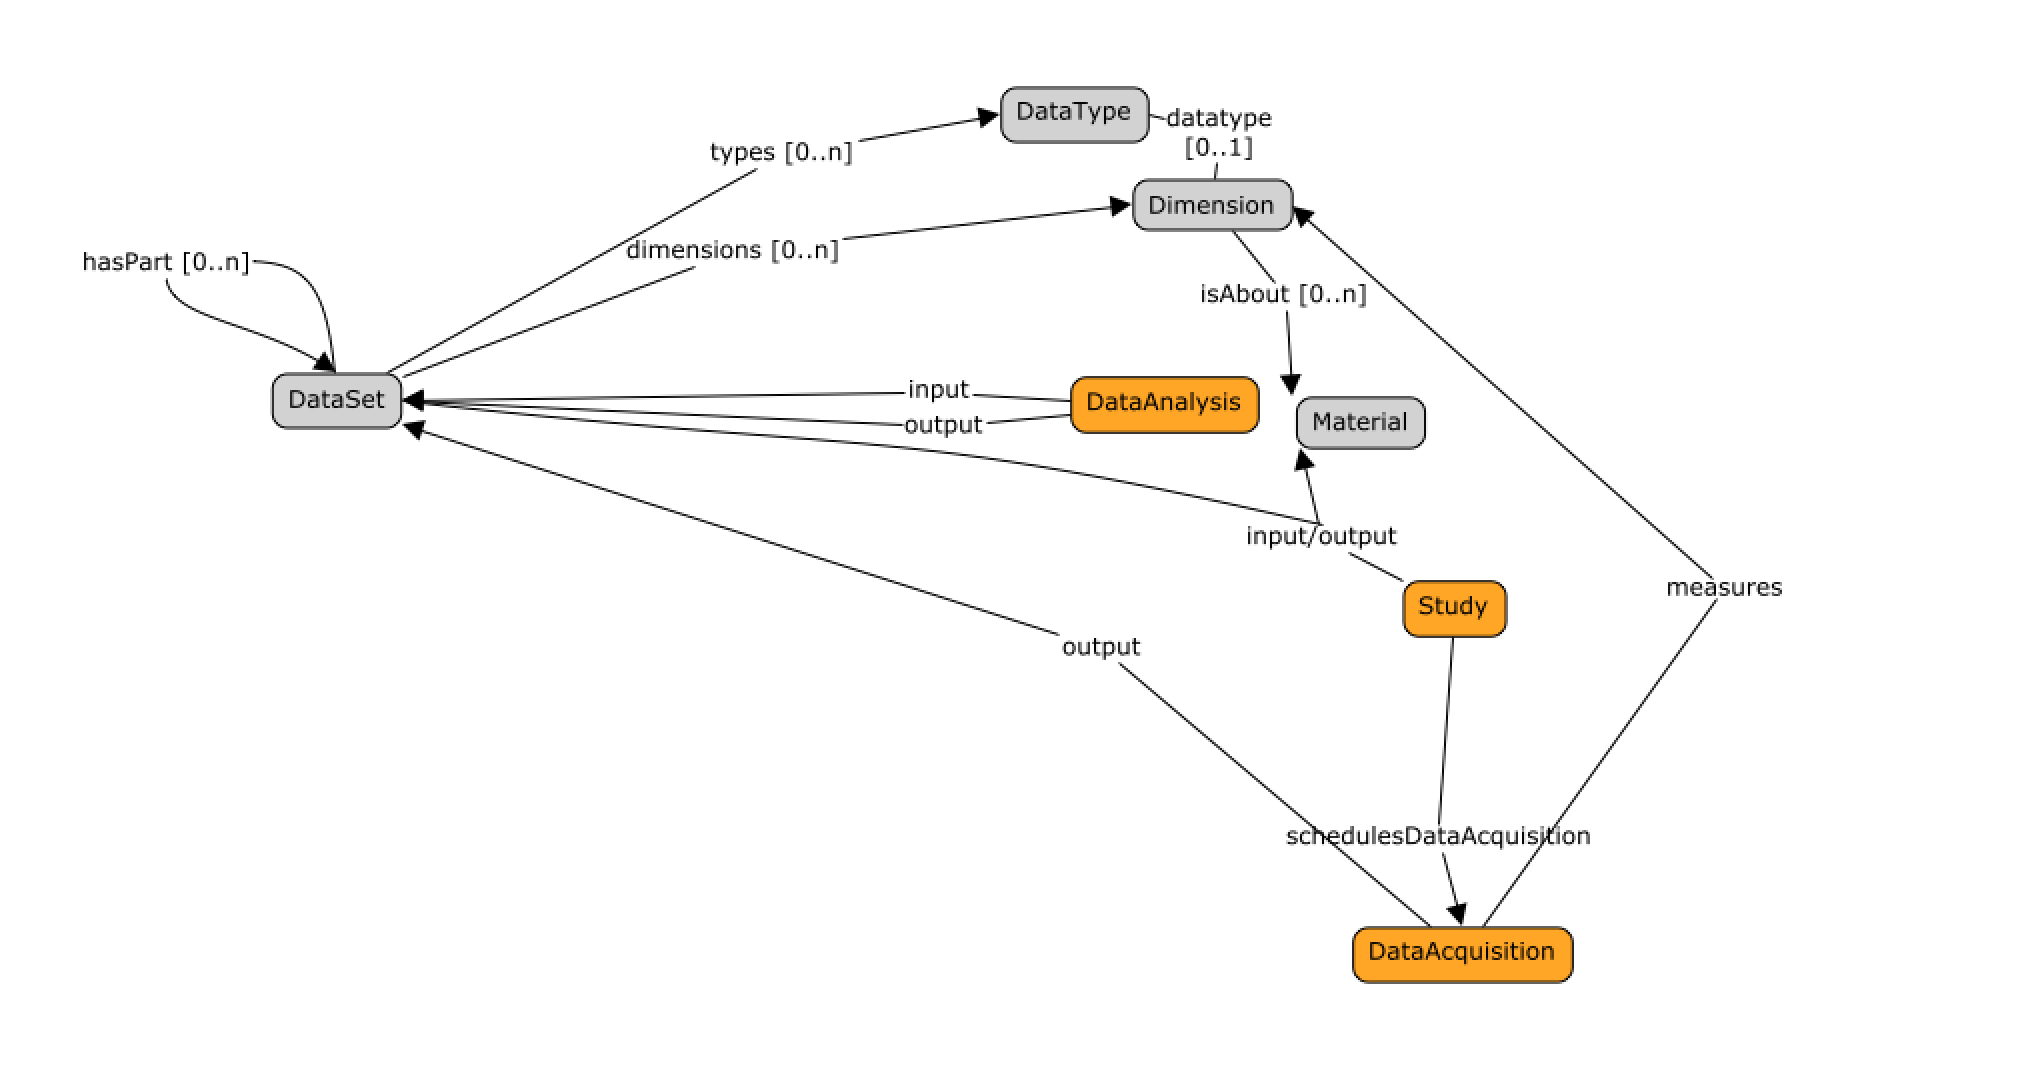 DataType
datatype
[0..1]
types [0..n]
Dimension
dimensions [0..n]
hasPart [0..n]
isAbout [0..n]
DataSet
input
DataAnalysis
output
Material
input/output
measures
Study
output
schedulesDataAcquisition
DataAcquisition